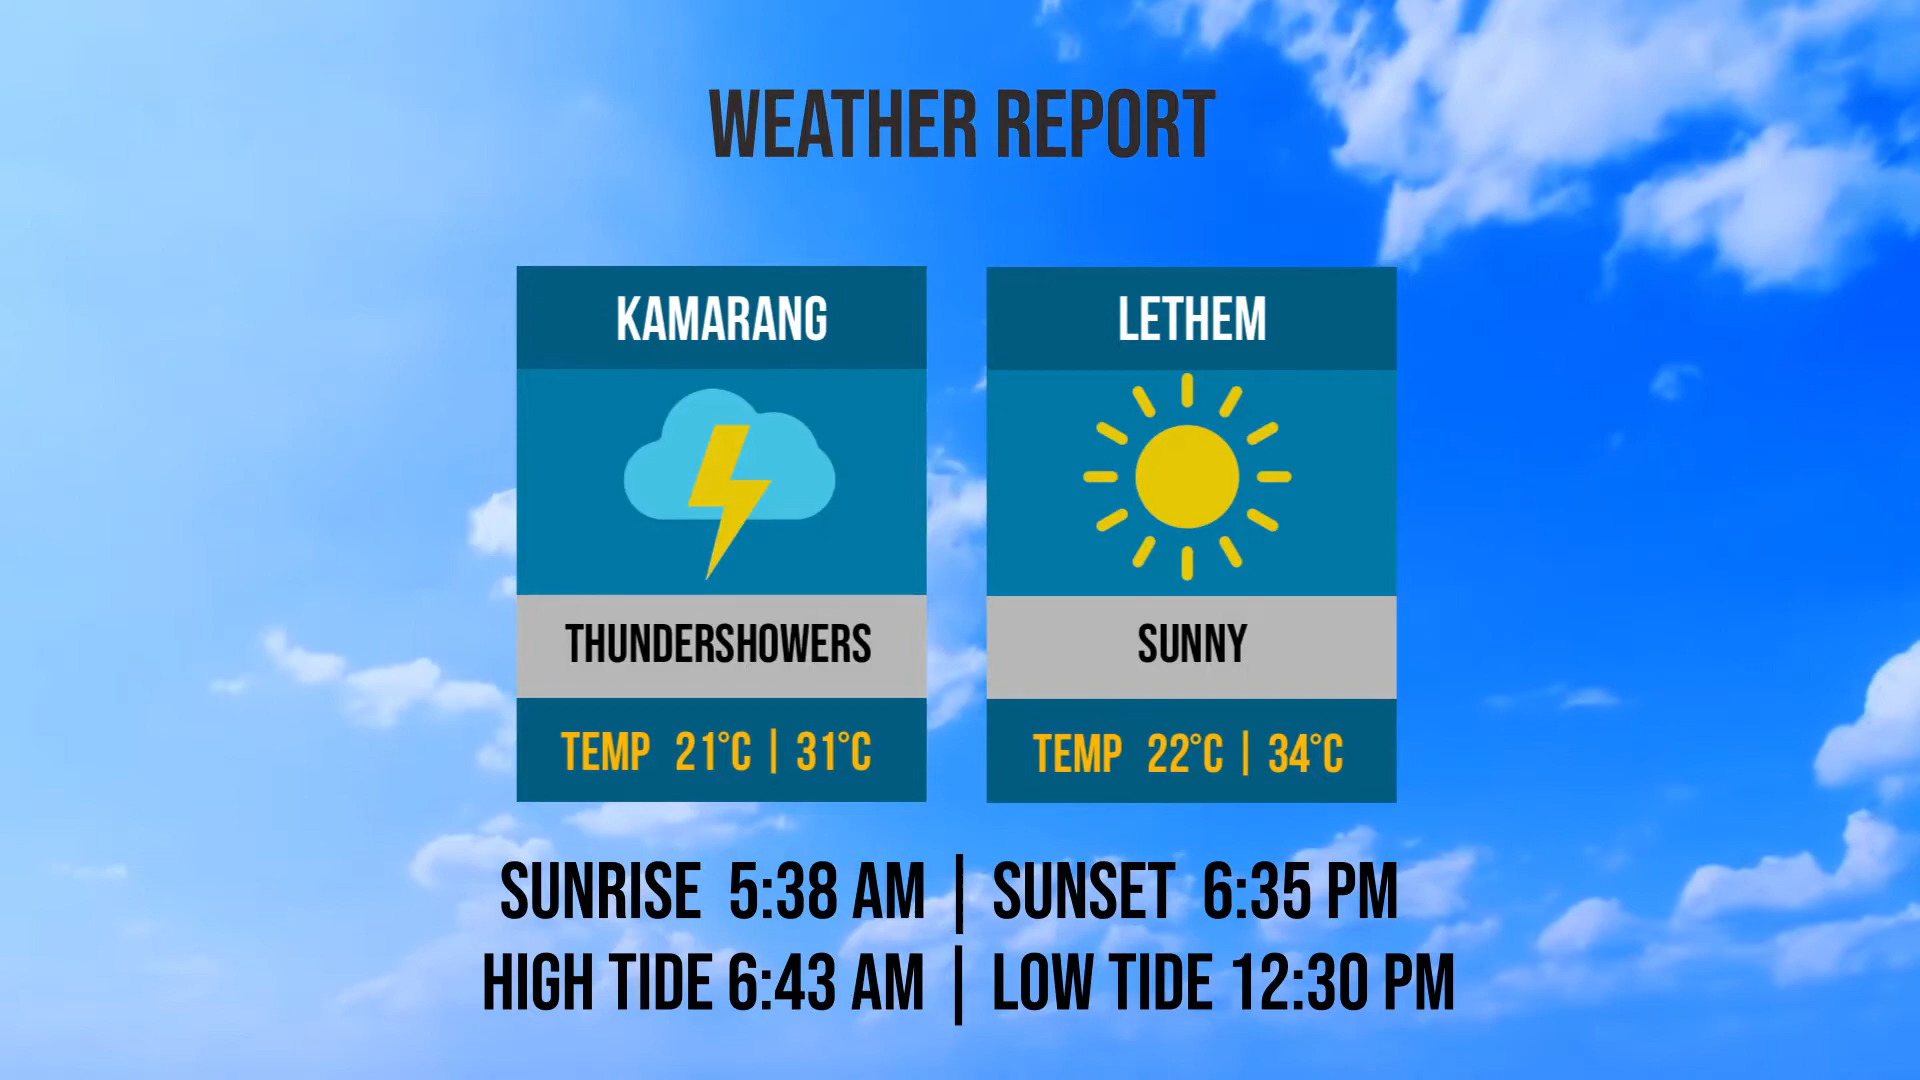 WEATHER REPORT
KAMARANG
THUNDERSHOWERS
TEMP 21°C | 31°C
LETHEM
SUNNY
TEMP 22°C | 34°C
SUNRISE 5:38 AM | SUNSET 6:35 PM
HIGH TIDE 6:43 AM | LOW TIDE 12:30 PM